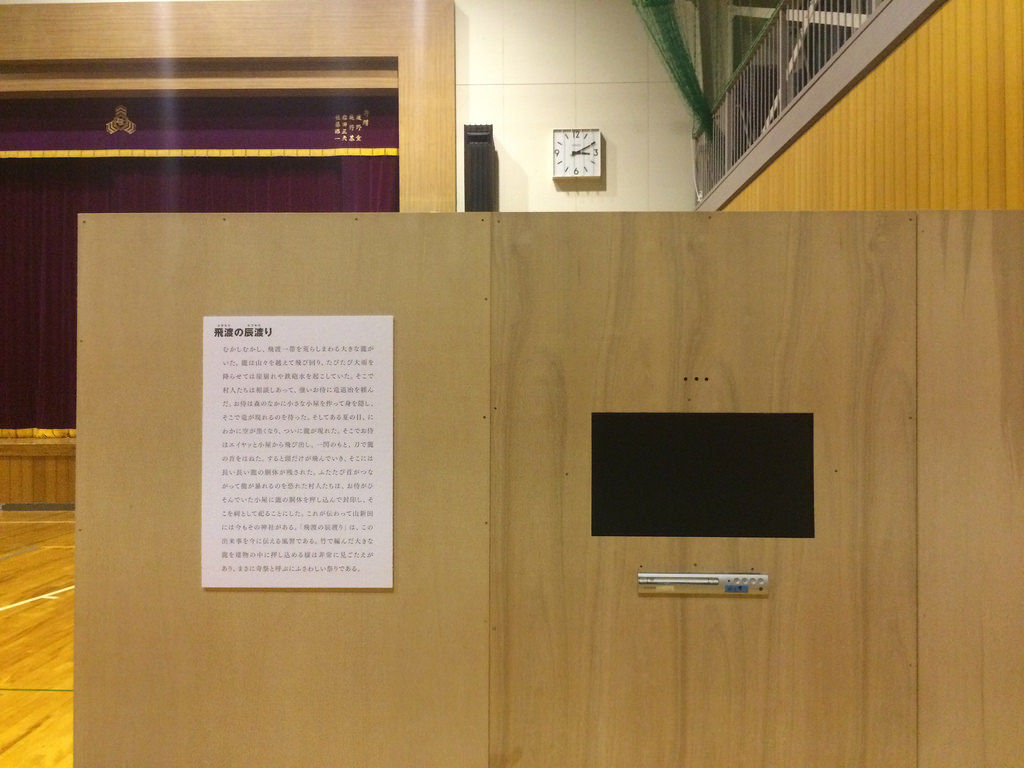 飛渡の辰渡り
むかしむかし、飛渡一帯を荒らしまわる大きな龍が
いた。龍は山々を越えて飛び回り、たびたび大雨を
降らせては崖崩れや鉄砲水を起こしていた。そこで
村人たちは相談しあって、強いお侍に竜退治を頼ん
だ。お侍は森のなかに小さな小屋を作って身を隠し、
そこで竜が現れるのを待った。そしてある夏の日、に
わかに空が黒くなり、ついに龍が現れた。そこでお侍
はエイヤッと小屋から飛び出し、一閃のもと、刀で龍
の首をはねた。すると頭だけが飛んでいき、そこには
長い長い龍の胴体が残された。ふたたび首がつな
がって龍が暴れるのを恐れた村人たちは、お侍がひ
そんでいた小屋に龍の胴体を押し込んで封印し、そ
こを祠として祀ることにした。これが伝わって山新田
には今もその神社がある。「飛渡の辰渡り」は、この
出来事を今に伝える風習である。竹で編んだ大きな
龍を建物の中に押し込める様は非常に見ごたえが
あり、まさに奇祭と呼ぶにふさわしい祭りである。
12
3
6
9